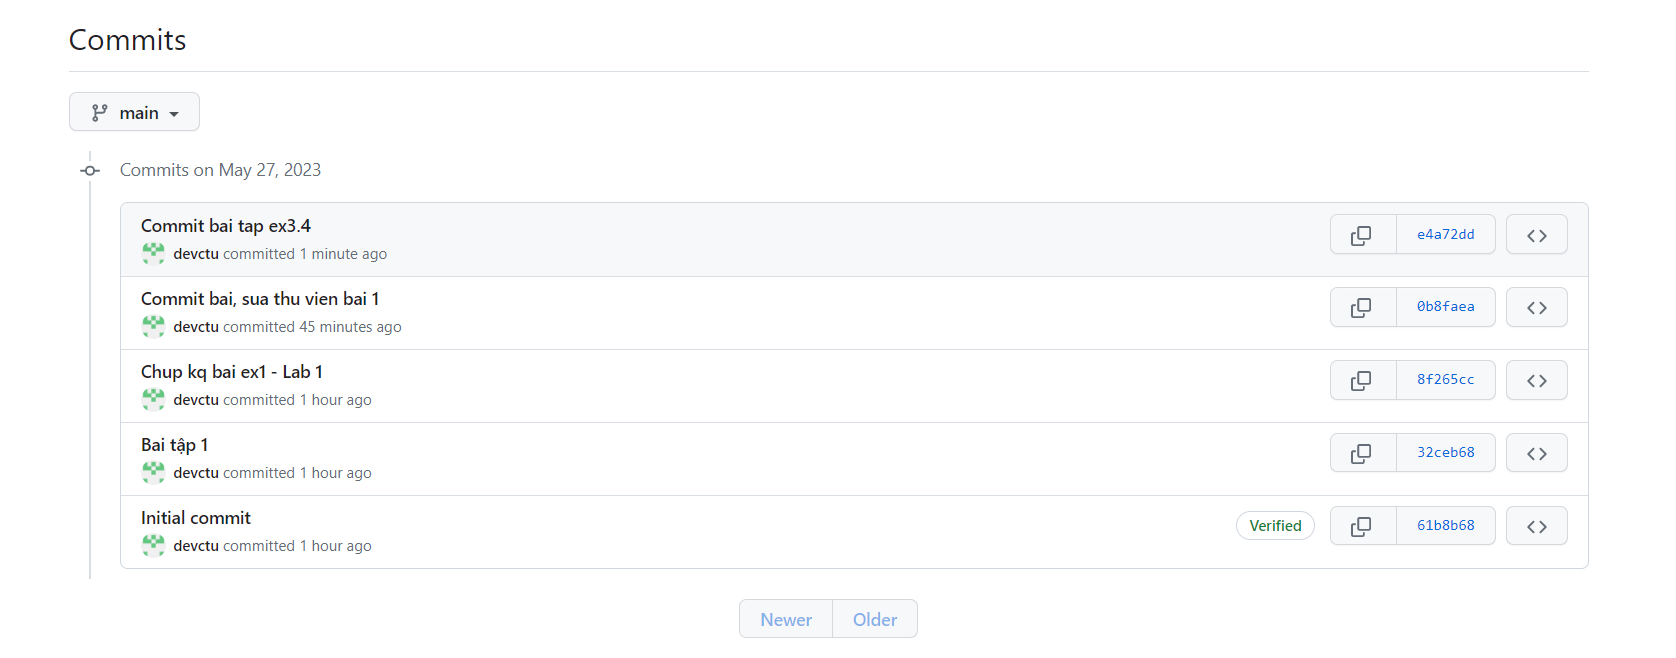 Commits
main
Commits on May 27, 2023
Commit bai tap ex3.4
devctu committed 1 minute ago
e4a72dd
Commit bai, sua thu vien bai 1
devctu committed 45 minutes ago
0b8faea
Chup kq bai ex1 - Lab 1
devctu committed 1 hour ago
8f265cc
Bai tập 1
devctu committed 1 hour ago
32ceb68
Initial commit
devctu committed 1 hour ago
Verified
61b8b68
Newer Older